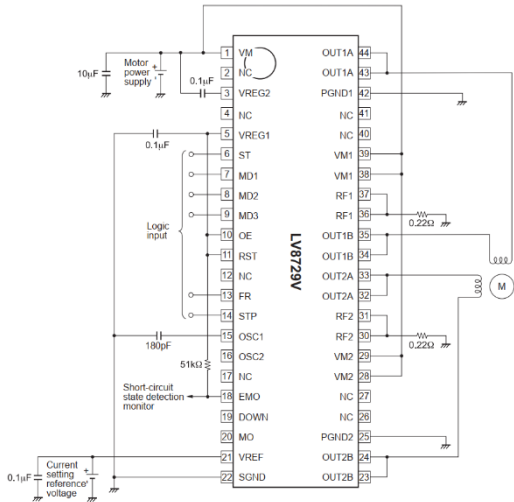 1 VM OUT1A 44
2 NC OUT1A 43
Motor power supply + -
10μF
0.1μF
3 VREG2 PGND1 42
4 NC NC 41
5 VREG1 NC 40
0.1μF
6 ST VM1 39
7 MD1 VM1 38
8 MD2 RF1 37
9 MD3 RF1 36
0.22Ω
Logic input
10 OE OUT1B 35
11 RST OUT1B 34
12 NC OUT2A 33
13 FR OUT2A 32
M
LV8729V
14 STP RF2 31
15 OSC1 RF2 30
180pF
0.22Ω
16 OSC2 VM2 29
51kΩ
17 NC VM2 28
Short-circuit state detection monitor
18 EMO NC 27
19 DOWN NC 26
20 MO PGND2 25
21 VREF OUT2B 24
0.1μF
Current setting reference voltage + -
22 SGND OUT2B 23